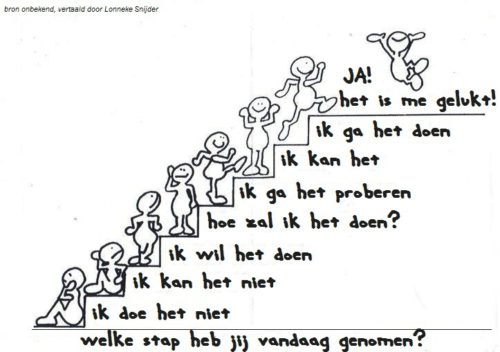 bron onbekend, vertaald door Lonneke Snijder
JA!
het is me gelukt!
ik ga het doen
ik kan het
ik ga het proberen
hoe zal ik het doen?
ik wil het doen
ik kan het niet
ik doe het niet
welke stap heb jij vandaag genomen?